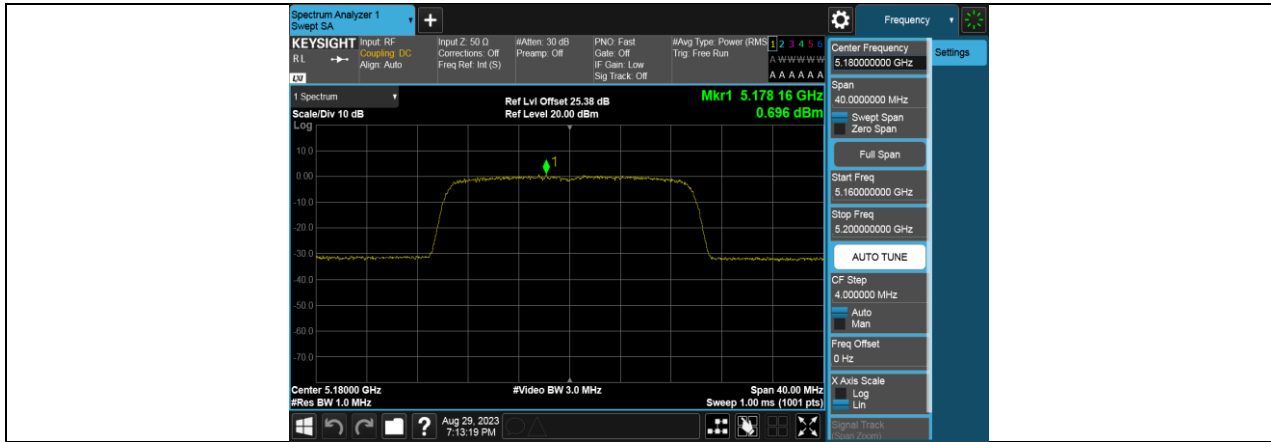 Spectrum Analyzer 1
Swept SA
+
Frequency
KEYSIGHT
RL
LXI
Input: RF
Coupling: DC
Align: Auto
Input Z: 50 Ω
Corrections: Off
Freq Ref: Int (S)
#Atten: 30 dB
Preamp: Off
PNO: Fast
Gate: Off
IF Gain: Low
Sig Track: Off
#Avg Type: Power (RMS
Trig: Free Run
1 2 3 4 5 6
A W W W W W
A A A A A A
1 Spectrum
Scale/Div 10 dB
Log
Ref Lvl Offset 25.38 dB
Ref Level 20.00 dBm
Mkr1 5.178 16 GHz
0.696 dBm
10.0
0.00
-10.0
-20.0
-30.0
-40.0
-50.0
-60.0
-70.0
1
Center 5.18000 GHz
#Res BW 1.0 MHz
#Video BW 3.0 MHz
Span 40.00 MHz
Sweep 1.00 ms (1001 pts)
?
Aug 29, 2023
7:13:19 PM
Center Frequency
5.180000000 GHz
Settings
Span
40.0000000 MHz
Swept Span
Zero Span
Full Span
Start Freq
5.160000000 GHz
Stop Freq
5.200000000 GHz
AUTO TUNE
CF Step
4.000000 MHz
Auto
Man
Freq Offset
0 Hz
X Axis Scale
Log
Lin
Signal Track
(Span Zoom)